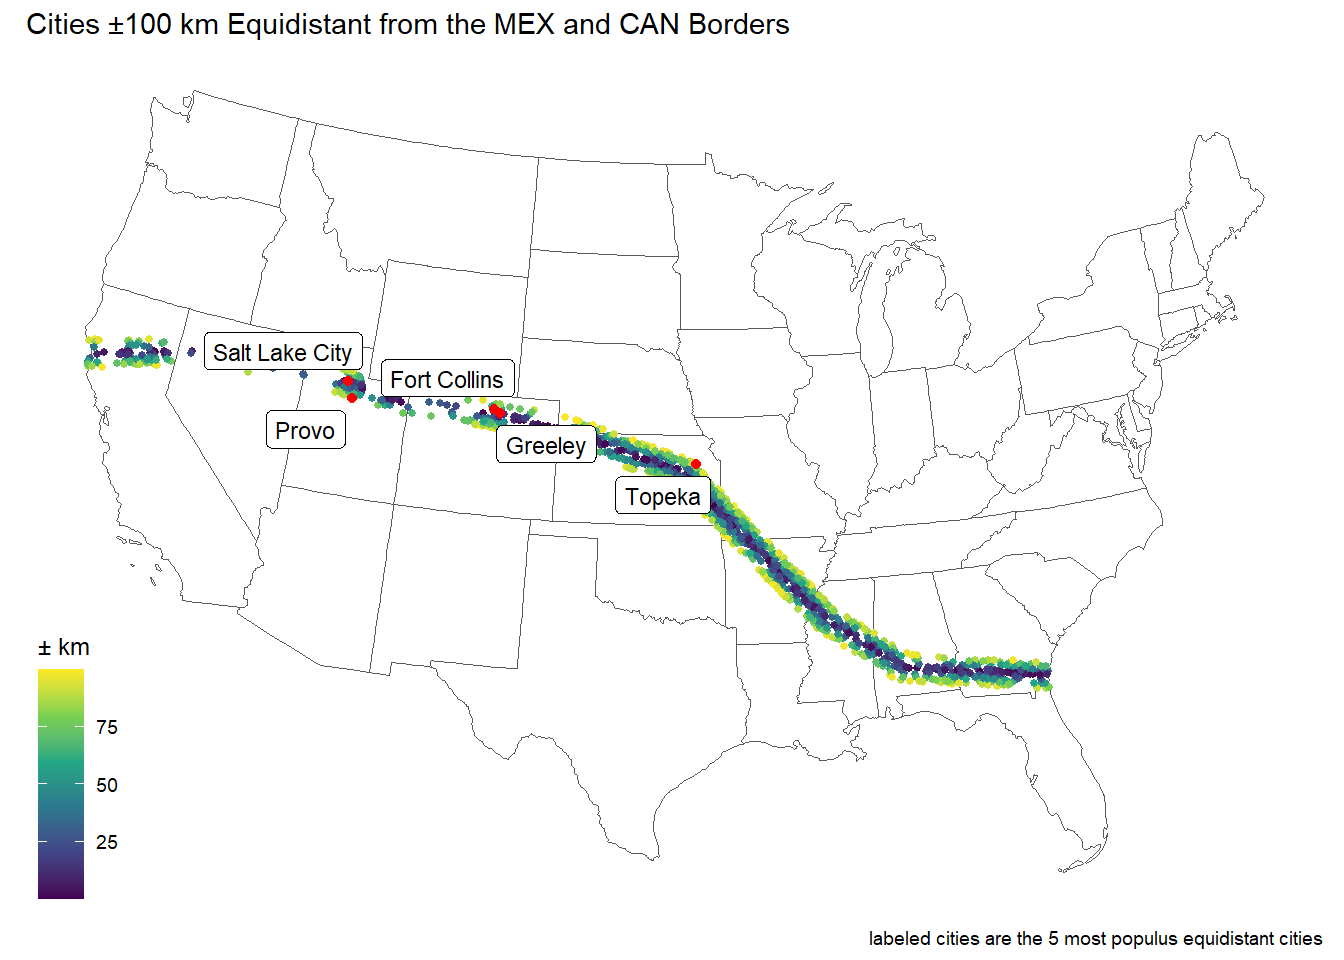 Cities ±100 km Equidistant from the MEX and CAN Borders
Salt Lake City
Fort Collins
Provo
Greeley
Topeka
± km
75
50
25
labeled cities are the 5 most populus equidistant cities